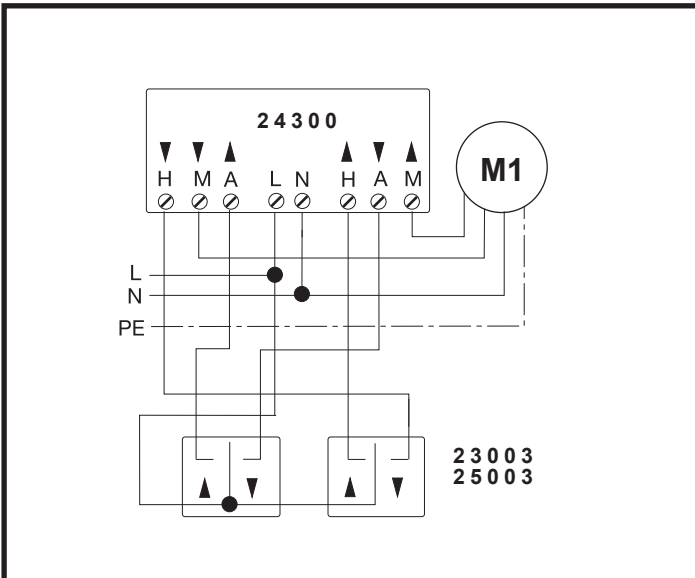 24300
▼ ▼ ▲ ▲ ▼ ▲
H M A L N H A M
M1
L
N
PE
23003
25003
▲ ▼ ▲ ▼